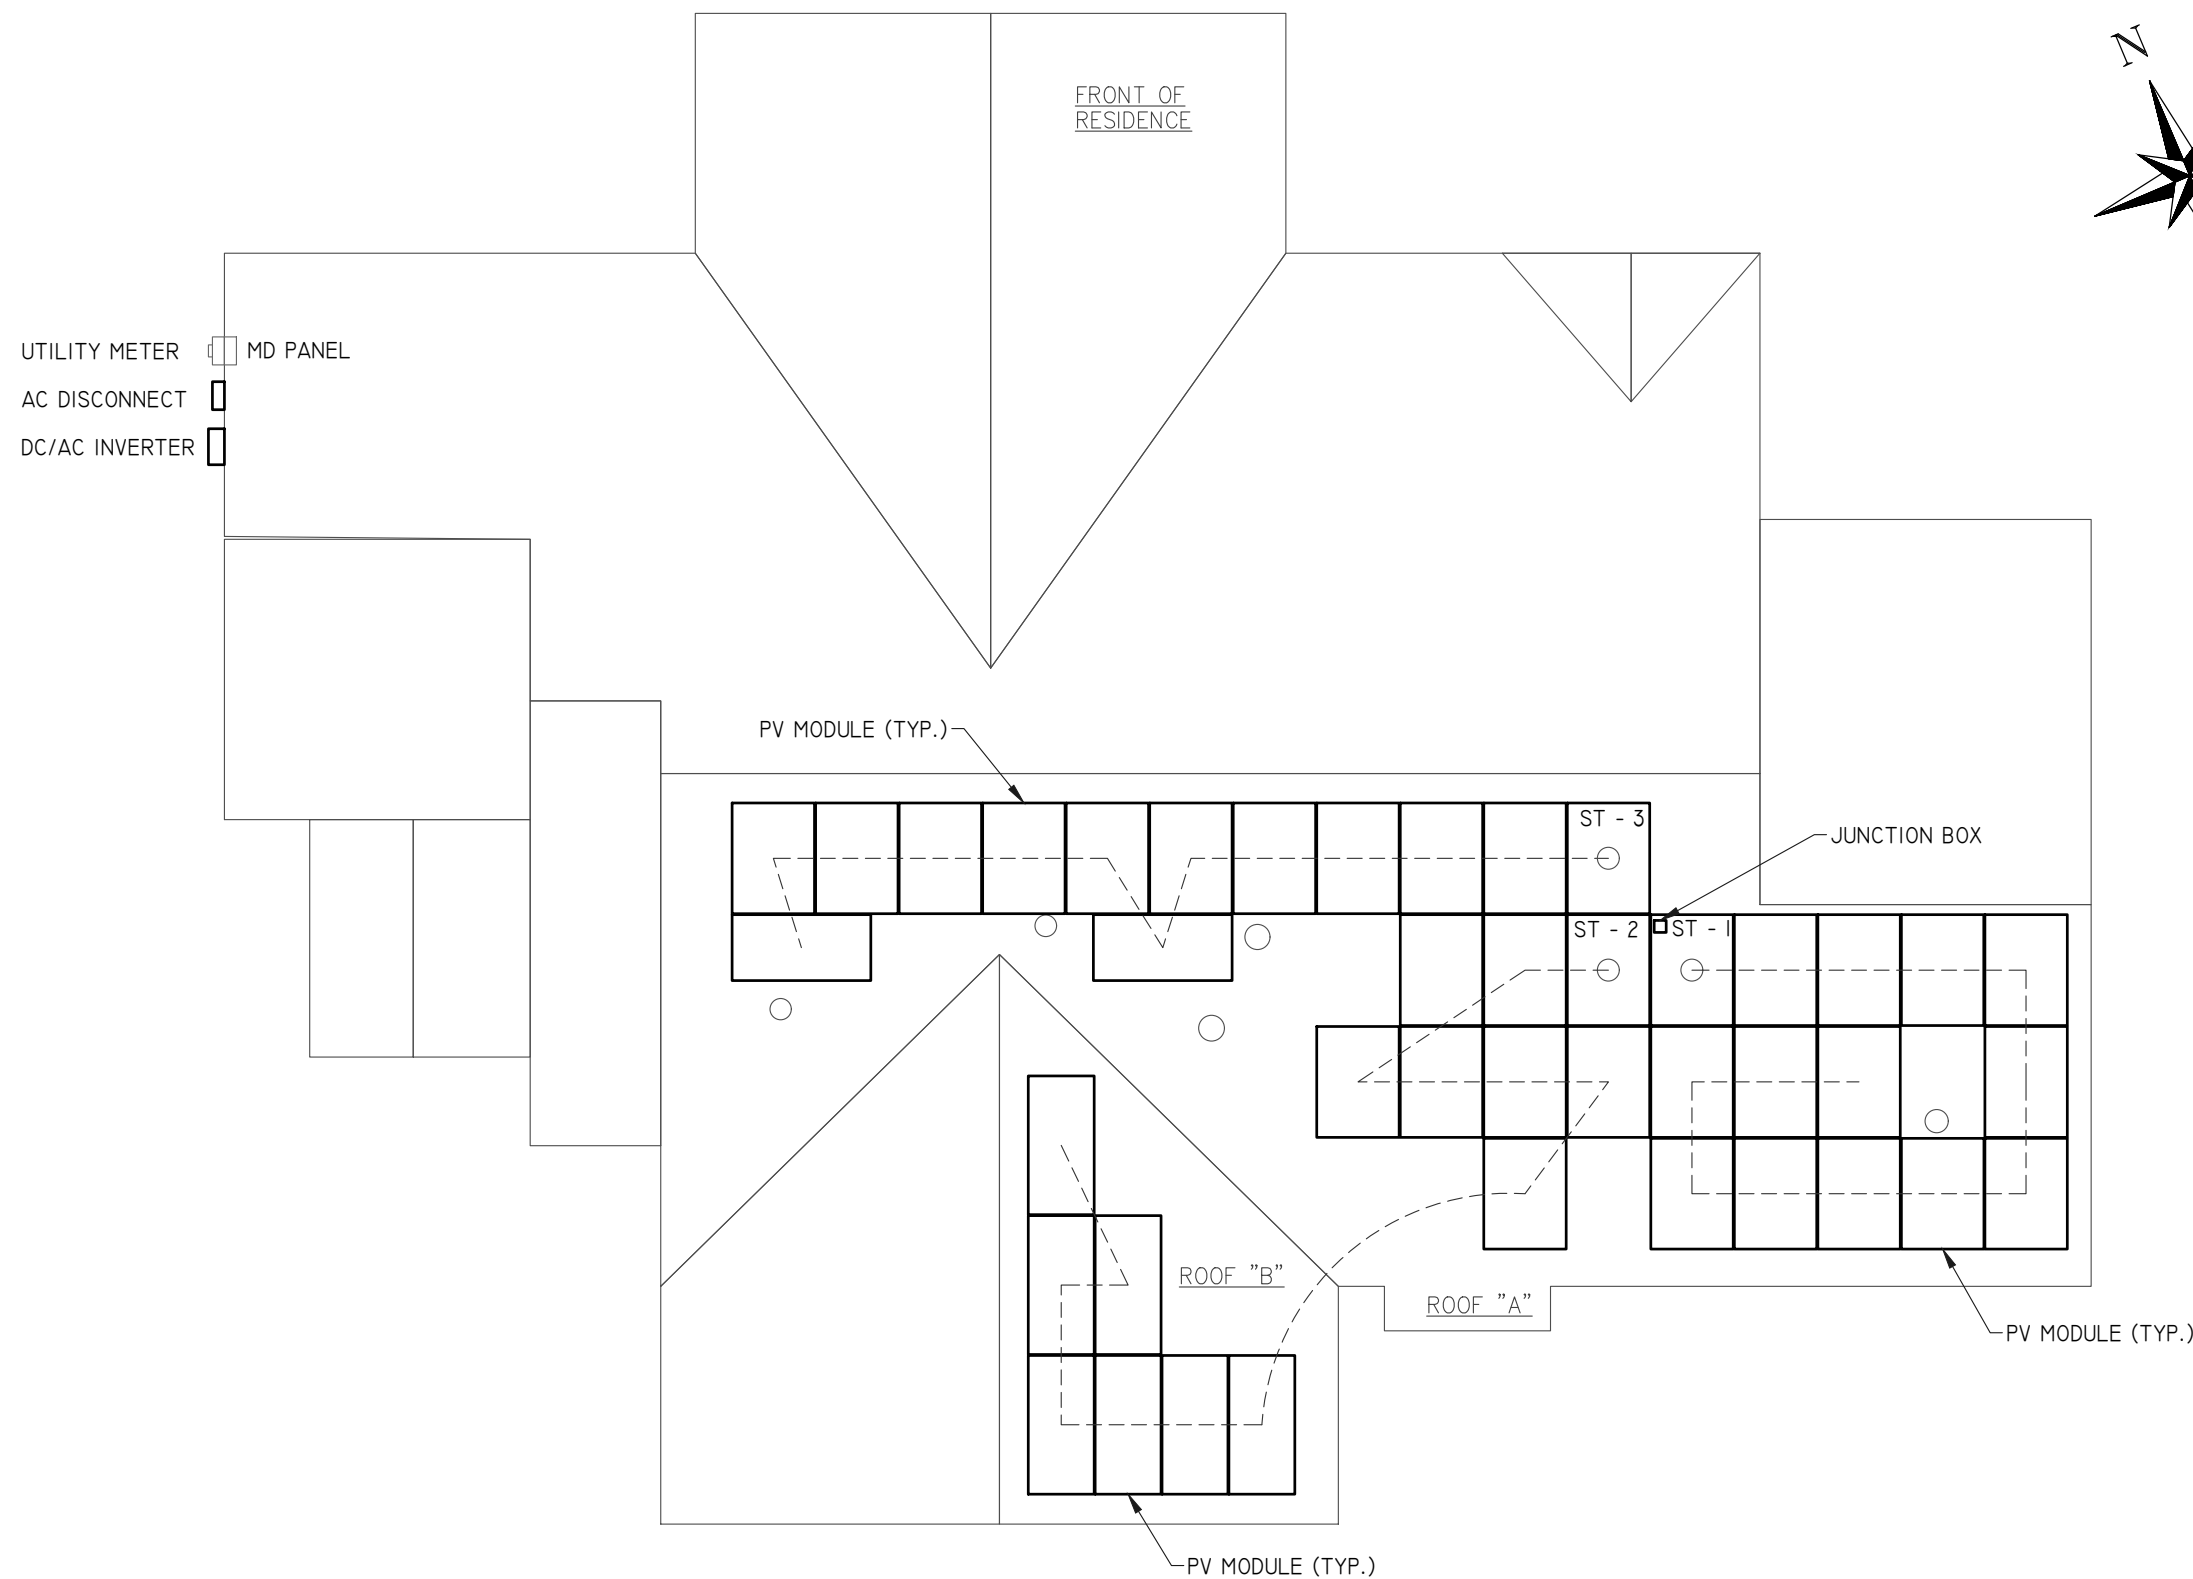 N
FRONT OF
RESIDENCE
UTILITY METER
MD PANEL
AC DISCONNECT
DC/AC INVERTER
PV MODULE (TYP.)
ST - 3
JUNCTION BOX
ST - 2
ST - 1
ROOF "B"
ROOF "A"
PV MODULE (TYP.)
PV MODULE (TYP.)